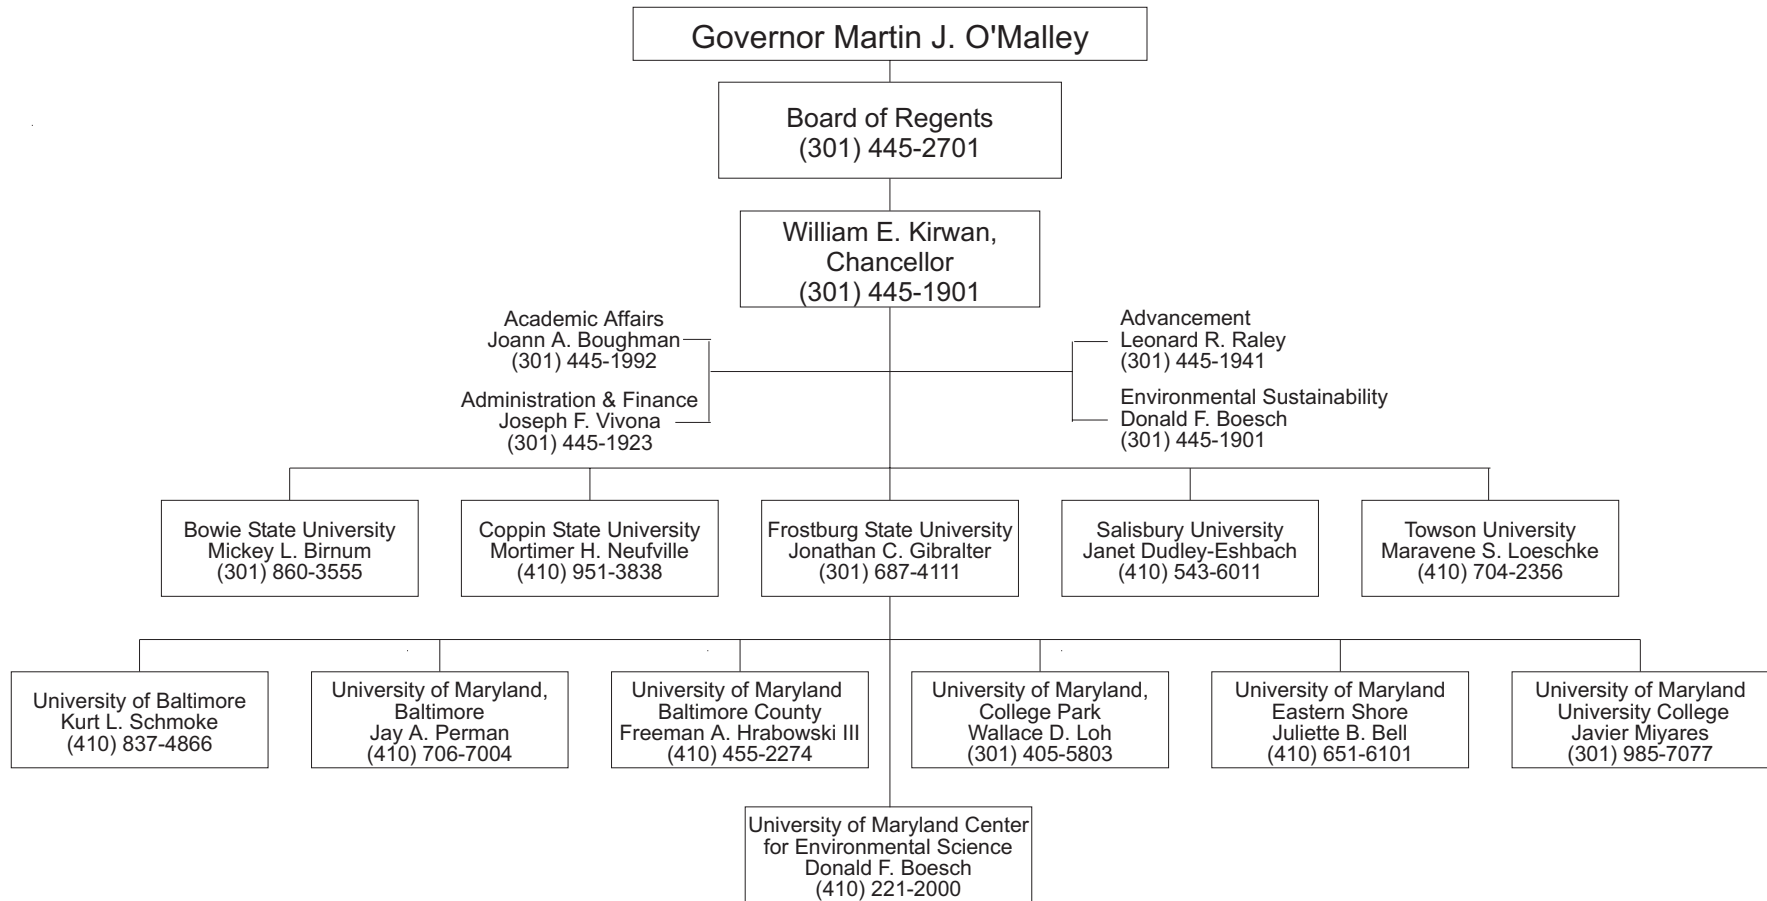 Governor Martin J. O'Malley
Board of Regents
(301) 445-2701
William E. Kirwan,
Chancellor
(301) 445-1901
Academic Affairs
Joann A. Boughman
(301) 445-1992
Administration & Finance
Joseph F. Vivona
(301) 445-1923
Advancement
Leonard R. Raley
(301) 445-1941
Environmental Sustainability
Donald F. Boesch
(301) 445-1901
Bowie State University
Mickey L. Birnum
(301) 860-3555
Coppin State University
Mortimer H. Neufville
(410) 951-3838
Frostburg State University
Jonathan C. Gibralter
(301) 687-4111
Salisbury University
Janet Dudley-Eshbach
(410) 543-6011
Towson University
Maravene S. Loeschke
(410) 704-2356
University of Baltimore
Kurt L. Schmoke
(410) 837-4866
University of Maryland,
Baltimore
Jay A. Perman
(410) 706-7004
University of Maryland
Baltimore County
Freeman A. Hrabowski III
(410) 455-2274
University of Maryland,
College Park
Wallace D. Loh
(301) 405-5803
University of Maryland
Eastern Shore
Juliette B. Bell
(410) 651-6101
University of Maryland
University College
Javier Miyares
(301) 985-7077
University of Maryland Center
for Environmental Science
Donald F. Boesch
(410) 221-2000